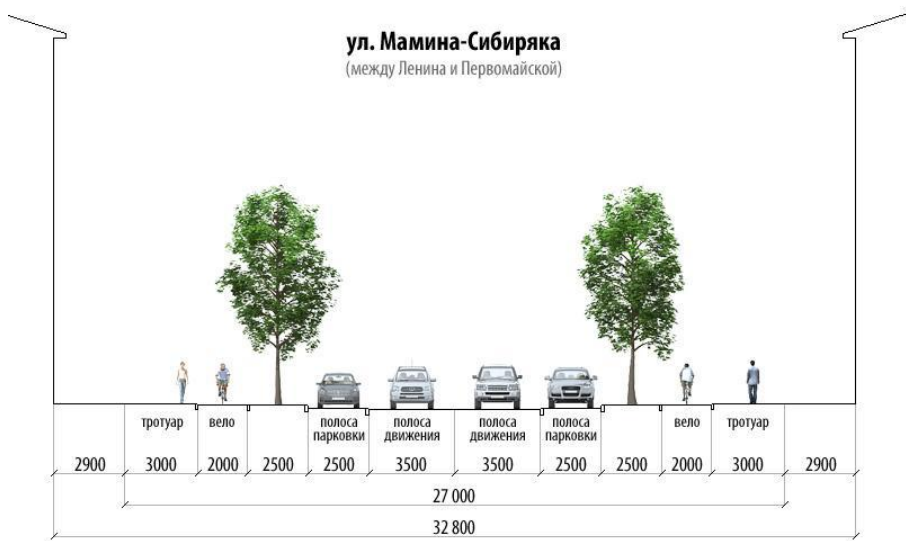 ул. Мамина-Сибиряка
(между Ленина и Первомайской)
тротуар вело полоса парковки полоса движения полоса движения полоса парковки вело тротуар
2900 3000 2000 2500 2500 3500 3500 2500 2500 2000 3000 2900
27 000
32 800